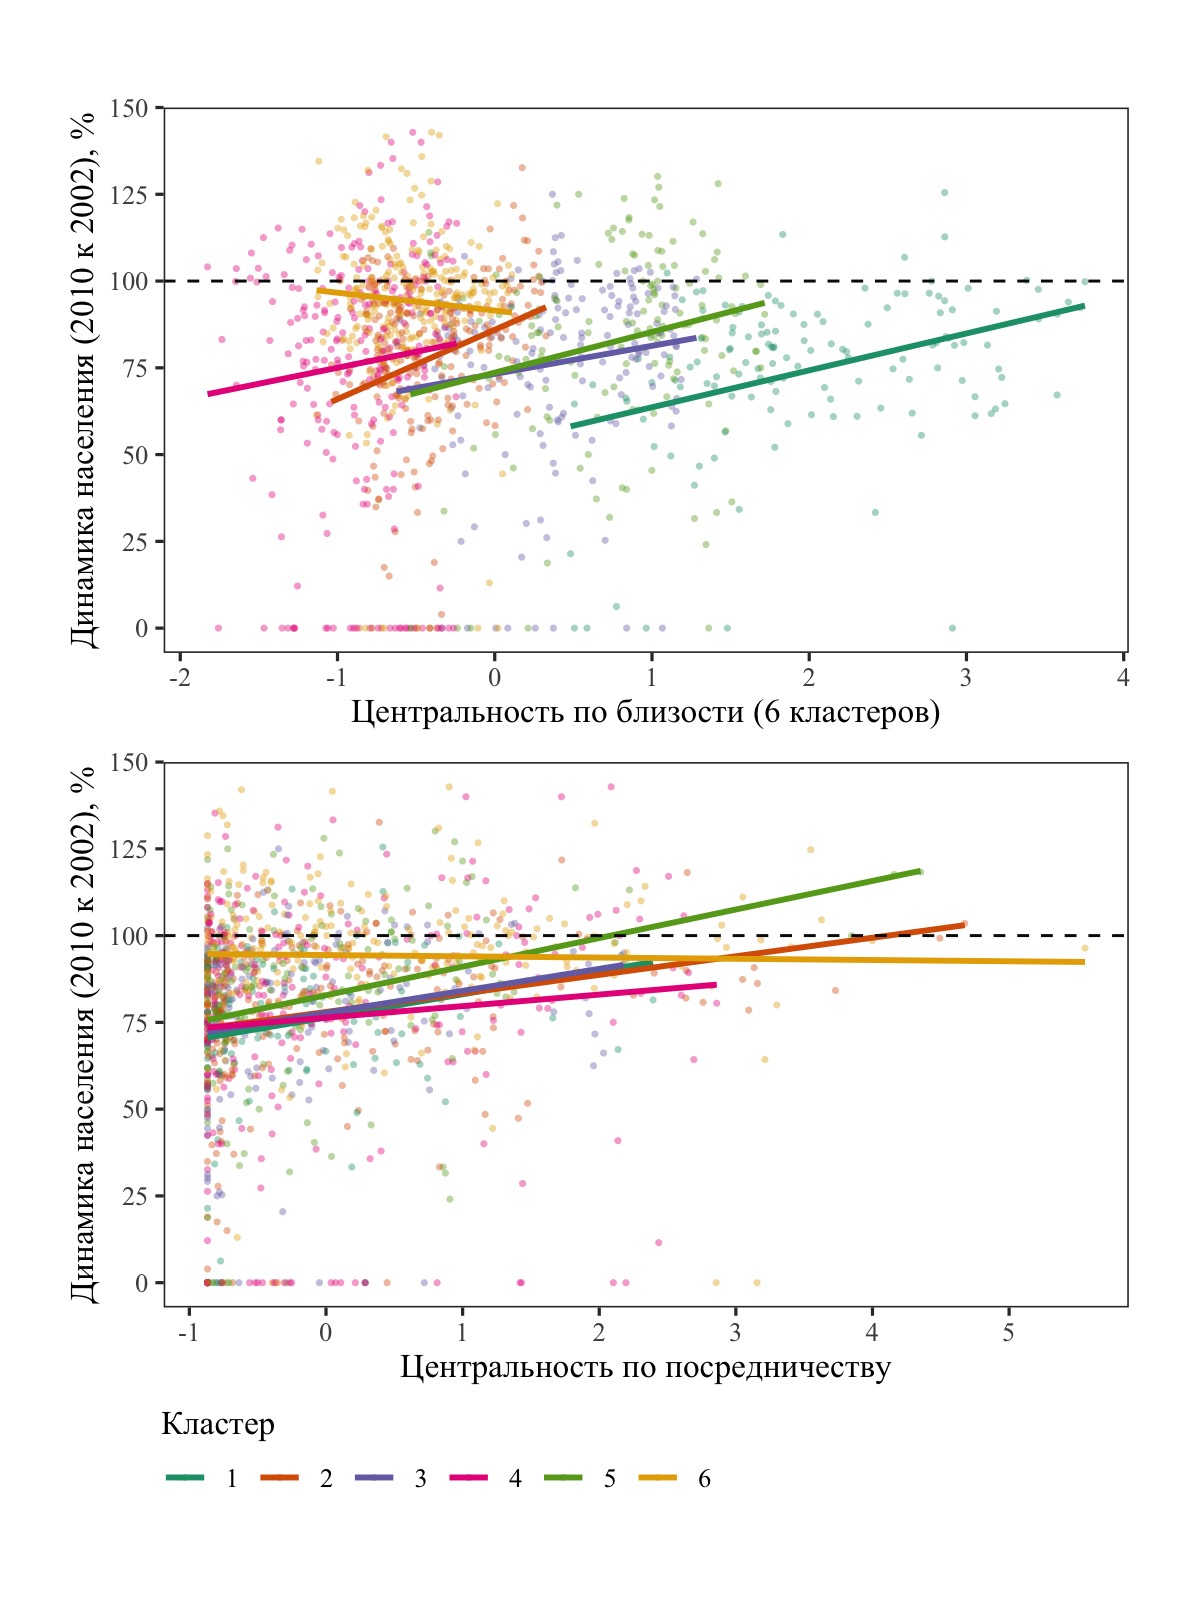 Динамика населения (2010 к 2002), %
150
125
100
75
50
25
0
-2 -1 0 1 2 3 4
Центральность по близости (6 кластеров)
Динамика населения (2010 к 2002), %
150
125
100
75
50
25
0
-1 0 1 2 3 4 5
Центральность по посредничеству
Кластер
1 2 3 4 5 6